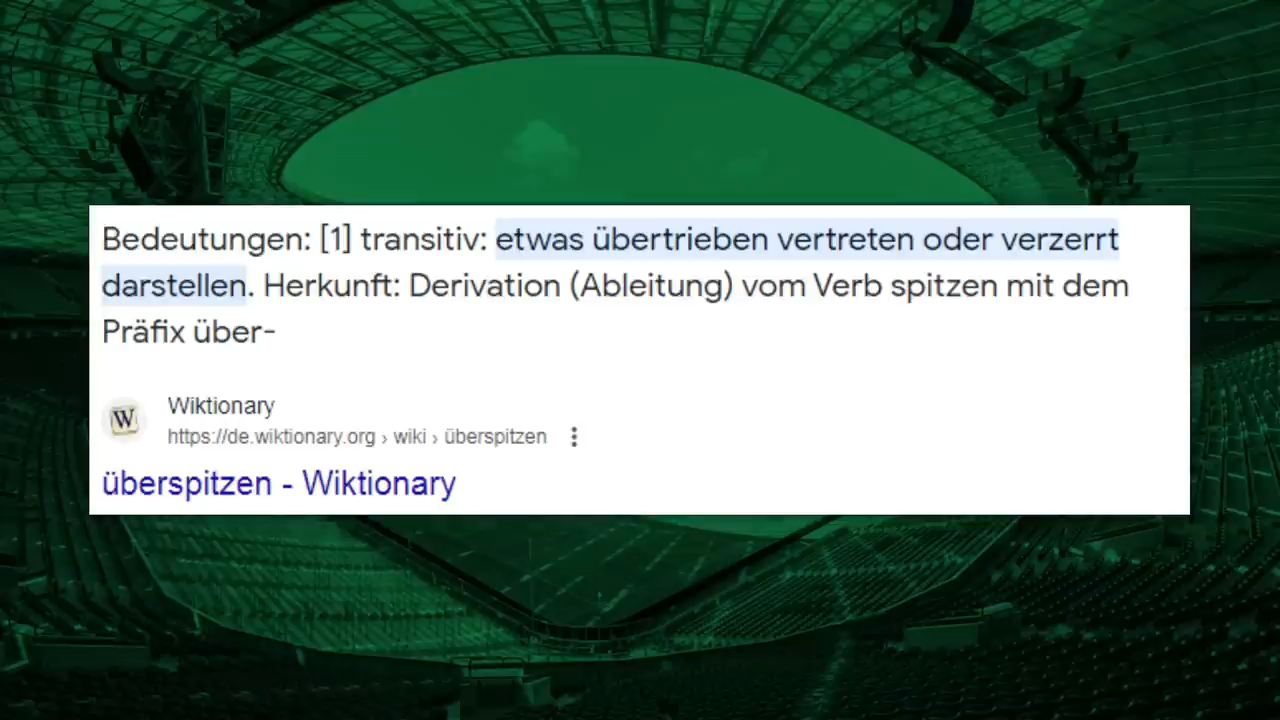 Bedeutungen: [1] transitiv: etwas übertrieben vertreten oder verzerrt
darstellen. Herkunft: Derivation (Ableitung) vom Verb spitzen mit dem
Präfix über-
W
Wiktionary
https://de.wiktionary.org › wiki › überspitzen
überspitzen - Wiktionary